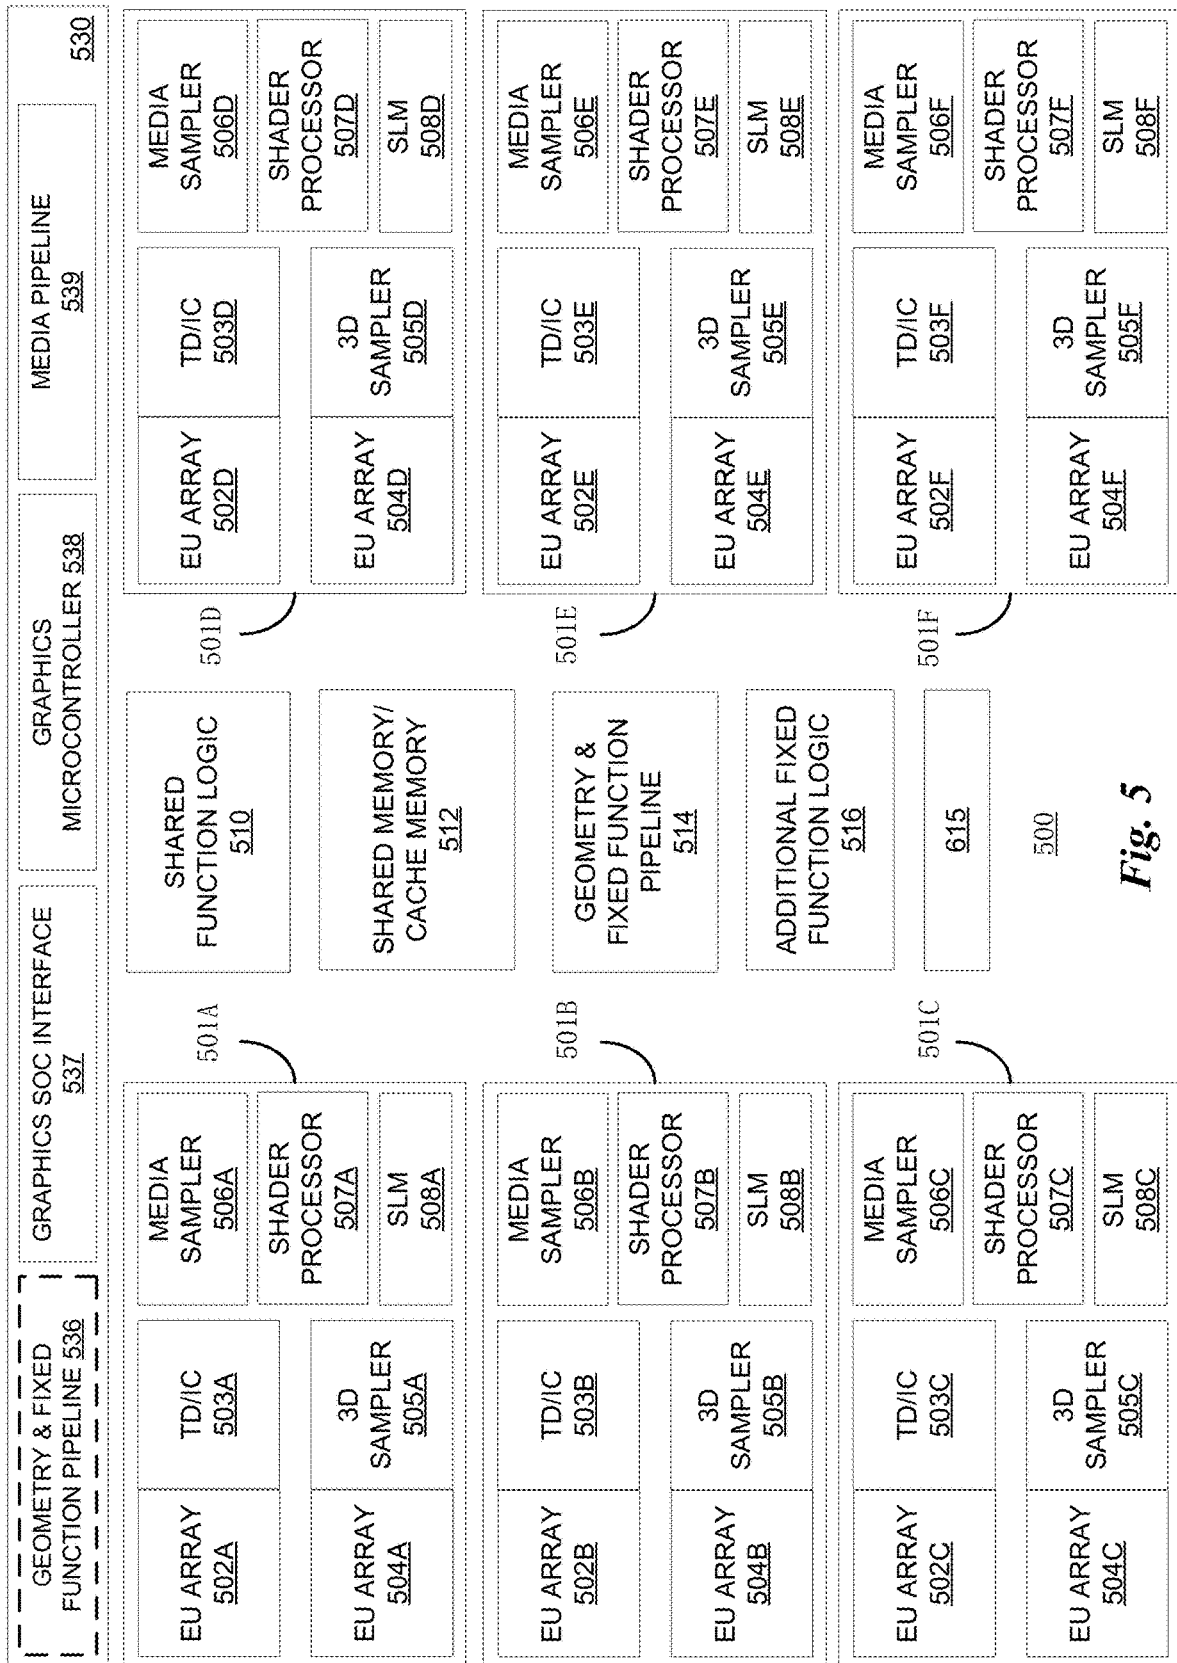 GEOMETRY & FIXED
FUNCTION PIPELINE 536
GRAPHICS SOC INTERFACE
537
GRAPHICS
MICROCONTROLLER 538
MEDIA PIPELINE
539
530
EU ARRAY
502A
TD/IC
503A
EU ARRAY
504A
3D
SAMPLER
505A
MEDIA
SAMPLER
506A
SHADER
PROCESSOR
507A
SLM
508A
501A
SHARED
FUNCTION LOGIC
510
501D
EU ARRAY
502D
TD/IC
503D
EU ARRAY
504D
3D
SAMPLER
505D
MEDIA
SAMPLER
506D
SHADER
PROCESSOR
507D
SLM
508D
SHARED MEMORY/
CACHE MEMORY
512
EU ARRAY
502B
TD/IC
503B
EU ARRAY
504B
3D
SAMPLER
505B
MEDIA
SAMPLER
506B
SHADER
PROCESSOR
507B
SLM
508B
501B
GEOMETRY &
FIXED FUNCTION
PIPELINE
514
501E
EU ARRAY
502E
TD/IC
503E
EU ARRAY
504E
3D
SAMPLER
505E
MEDIA
SAMPLER
506E
SHADER
PROCESSOR
507E
SLM
508E
ADDITIONAL FIXED
FUNCTION LOGIC
516
EU ARRAY
502C
TD/IC
503C
EU ARRAY
504C
3D
SAMPLER
505C
MEDIA
SAMPLER
506C
SHADER
PROCESSOR
507C
SLM
508C
501C
615
501F
EU ARRAY
502F
TD/IC
503F
EU ARRAY
504F
3D
SAMPLER
505F
MEDIA
SAMPLER
506F
SHADER
PROCESSOR
507F
SLM
508F
500
Fig. 5